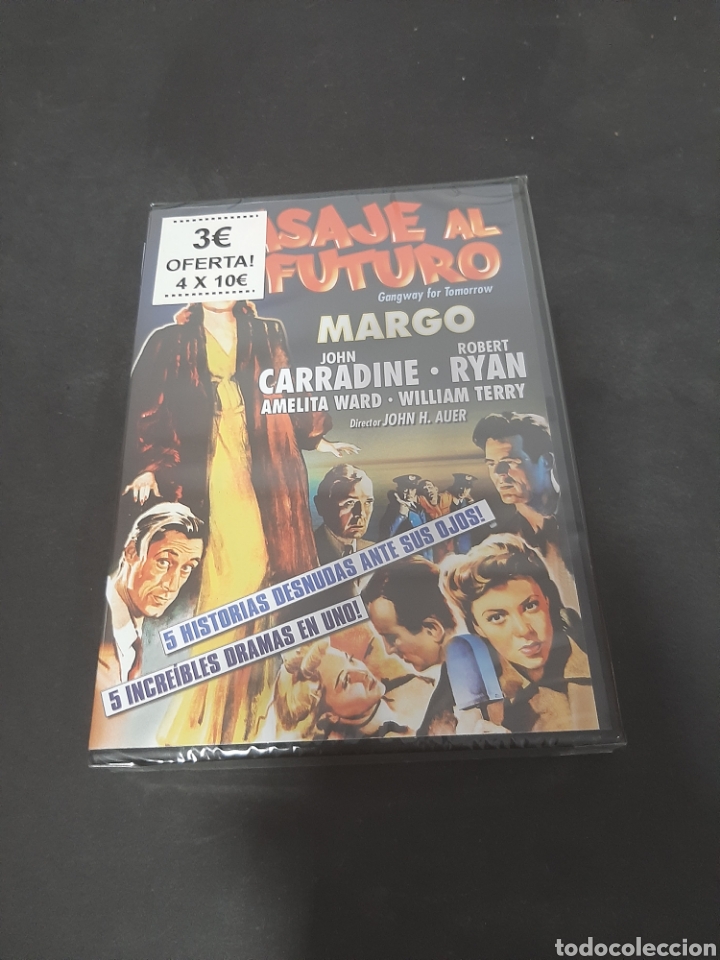 3€
OFERTA!
4 X 10€
ASAJE AL
FUTURO
Gangway for Tomorrow
MARGO
JOHN CARRADINE · ROBERT RYAN
AMELITA WARD · WILLIAM TERRY
Director JOHN H. AUER
5 HISTORIAS DESNUDAS ANTE SUS OJOS!
5 INCREÍBLES DRAMAS EN UNO!
todocoleccion